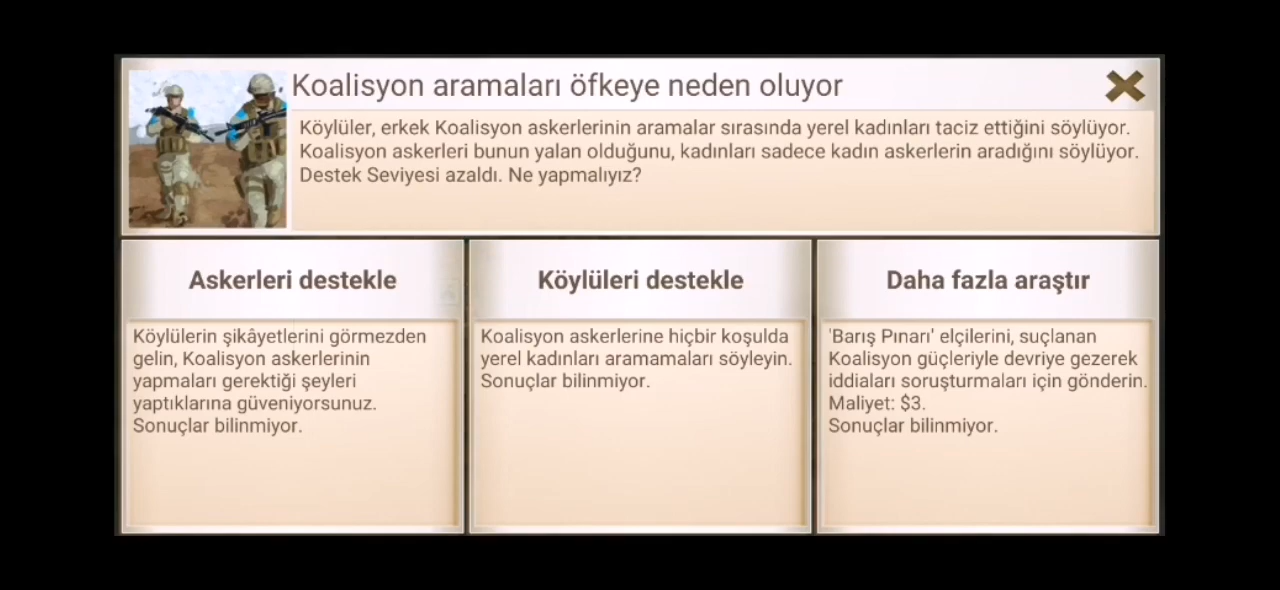 Koalisyon aramaları öfkeye neden oluyor
Köylüler, erkek Koalisyon askerlerinin aramalar sırasında yerel kadınları taciz ettiğini söylüyor.
Koalisyon askerleri bunun yalan olduğunu, kadınları sadece kadın askerlerin aradığını söylüyor.
Destek Seviyesi azaldı. Ne yapmalıyız?
Askerleri destekle
Köylülerin şikâyetlerini görmezden
gelin, Koalisyon askerlerinin
yapmaları gerektiği şeyleri
yaptıklarına güveniyorsunuz.
Sonuçlar bilinmiyor.
Köylüleri destekle
Koalisyon askerlerine hiçbir koşulda
yerel kadınları aramamaları söyleyin.
Sonuçlar bilinmiyor.
Daha fazla araştır
'Barış Pınarı' elçilerini, suçlanan
Koalisyon güçleriyle devriye gezerek
iddiaları soruşturmaları için gönderin.
Maliyet: $3.
Sonuçlar bilinmiyor.